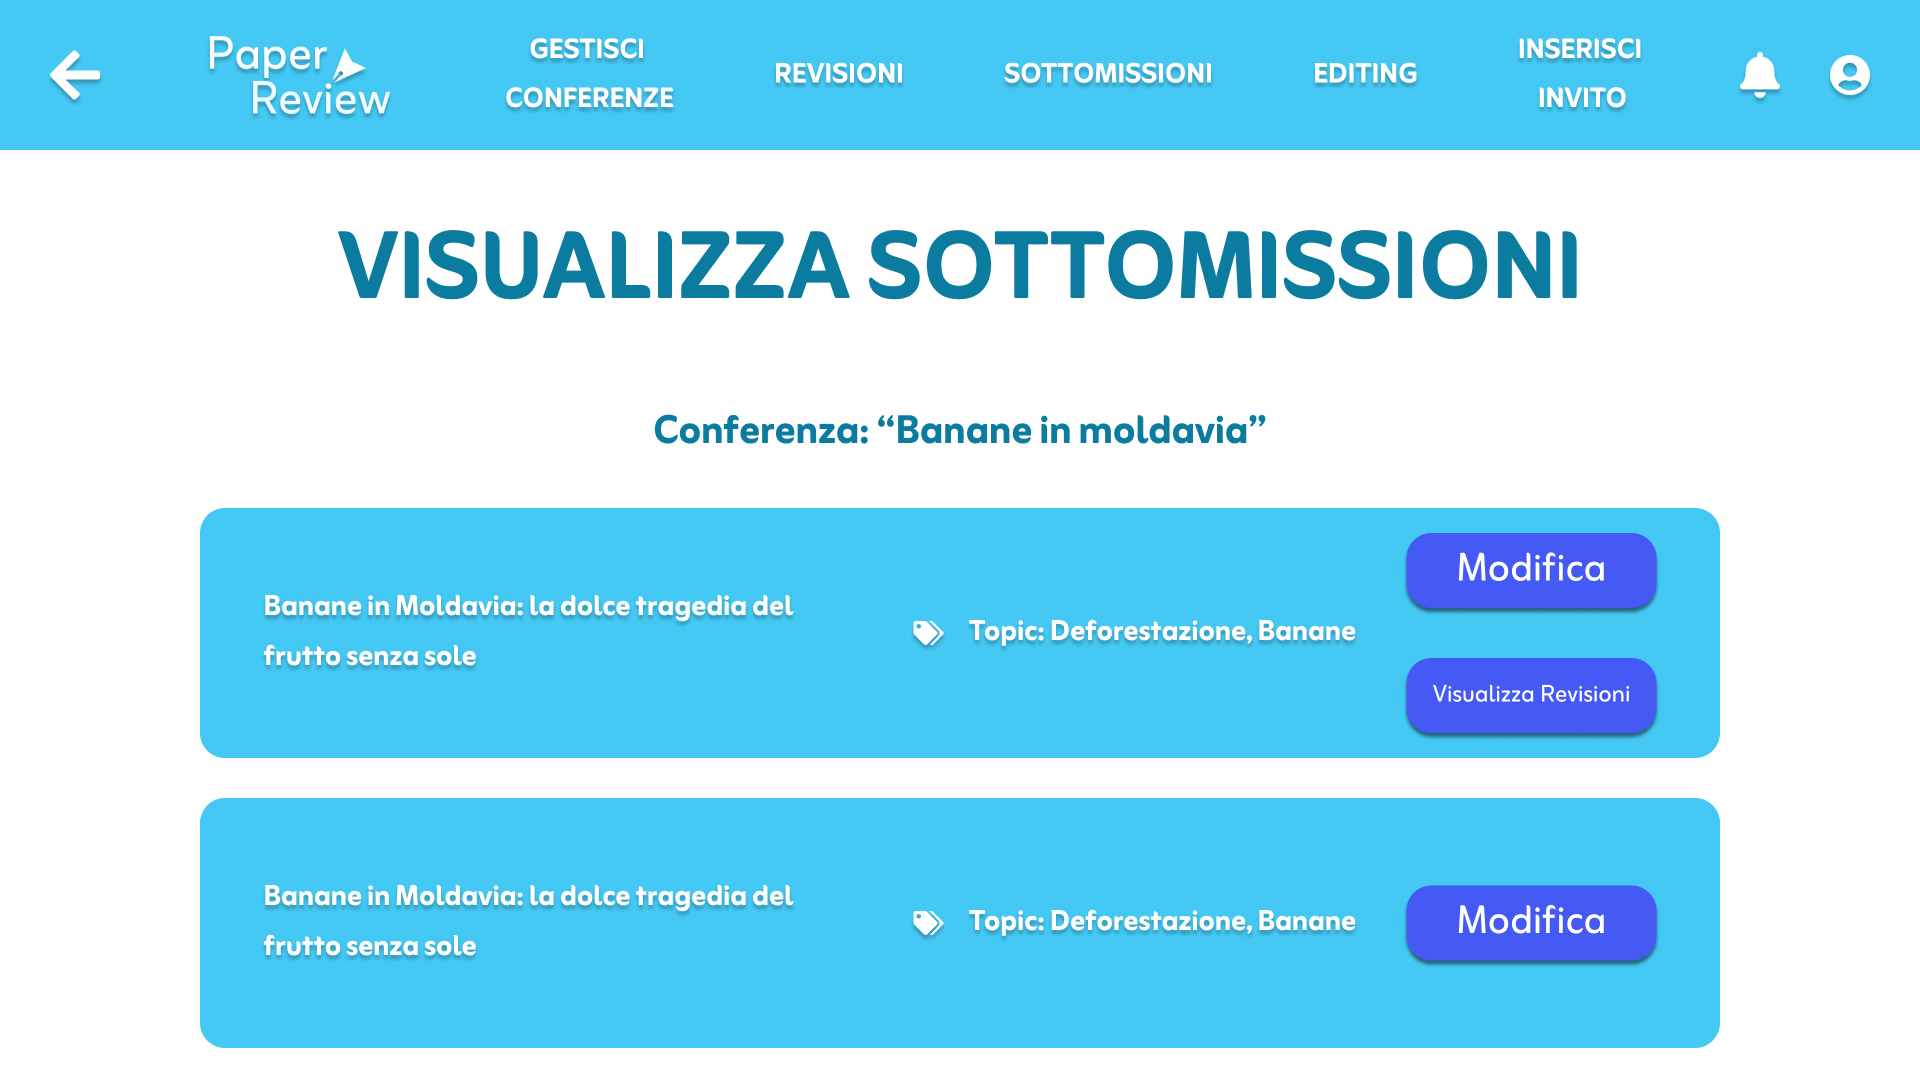 Paper
Review
GESTISCI
CONFERENZE
REVISIONI
SOTTOMISSIONI
EDITING
INSERISCI
INVITO
VISUALIZZA SOTTOMISSIONI
Conferenza: “Banane in moldavia”
Banane in Moldavia: la dolce tragedia del
frutto senza sole
Topic: Deforestazione, Banane
Modifica
Visualizza Revisioni
Banane in Moldavia: la dolce tragedia del
frutto senza sole
Topic: Deforestazione, Banane
Modifica